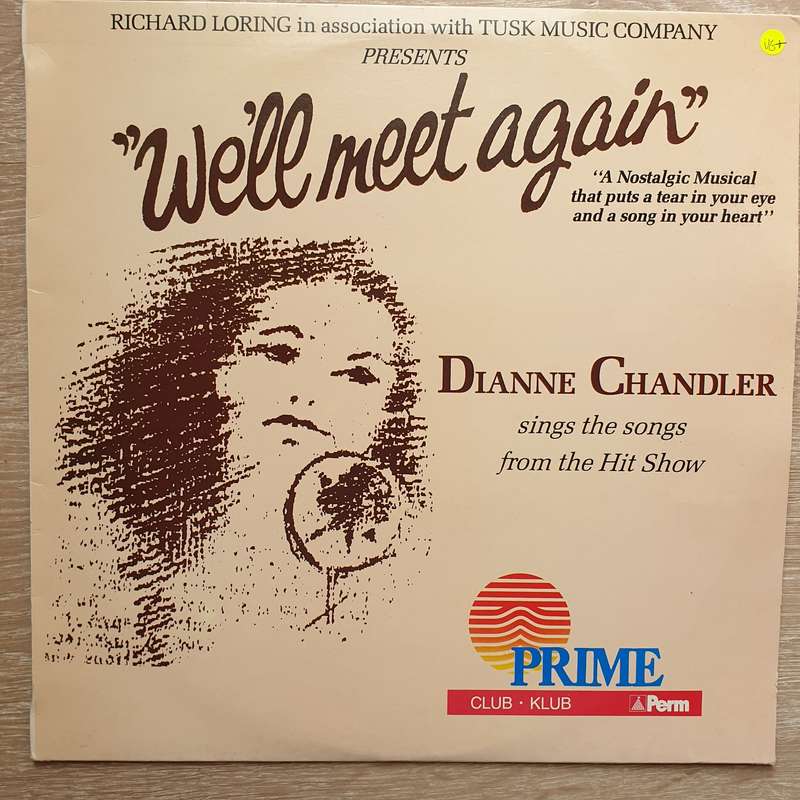 RICHARD LORING in association with TUSK MUSIC COMPANY
PRESENTS
"We'll meet again"
"A Nostalgic Musical
that puts a tear in your eye
and a song in your heart"
DIANNE CHANDLER
sings the songs
from the Hit Show
PRIME
CLUB · KLUB
Perm
VG+